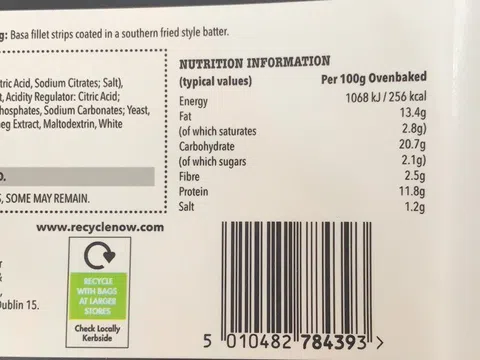 g: Basa fillet strips coated in a southern fried style batter.
tric Acid, Sodium Citrates; Salt),
t, Acidity Regulator: Citric Acid;
hosphates, Sodium Carbonates; Yeast,
eg Extract, Maltodextrin, White
D.
S, SOME MAY REMAIN.
www.recyclenow.com
RECYCLE
WITH BAGS
AT LARGER
STORES
Check Locally
Kerbside
r
&
,
Dublin 15.
NUTRITION INFORMATION
(typical values) Per 100g Ovenbaked
Energy 1068 kJ / 256 kcal
Fat 13.4g
(of which saturates 2.8g)
Carbohydrate 20.7g
(of which sugars 2.1g)
Fibre 2.5g
Protein 11.8g
Salt 1.2g
5 010482 784393 >